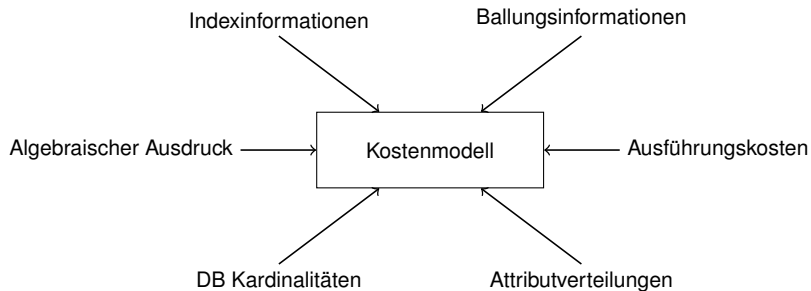 Indexinformationen
Ballungsinformationen
Algebraischer Ausdruck
Kostenmodell
Ausführungskosten
DB Kardinalitäten
Attributverteilungen